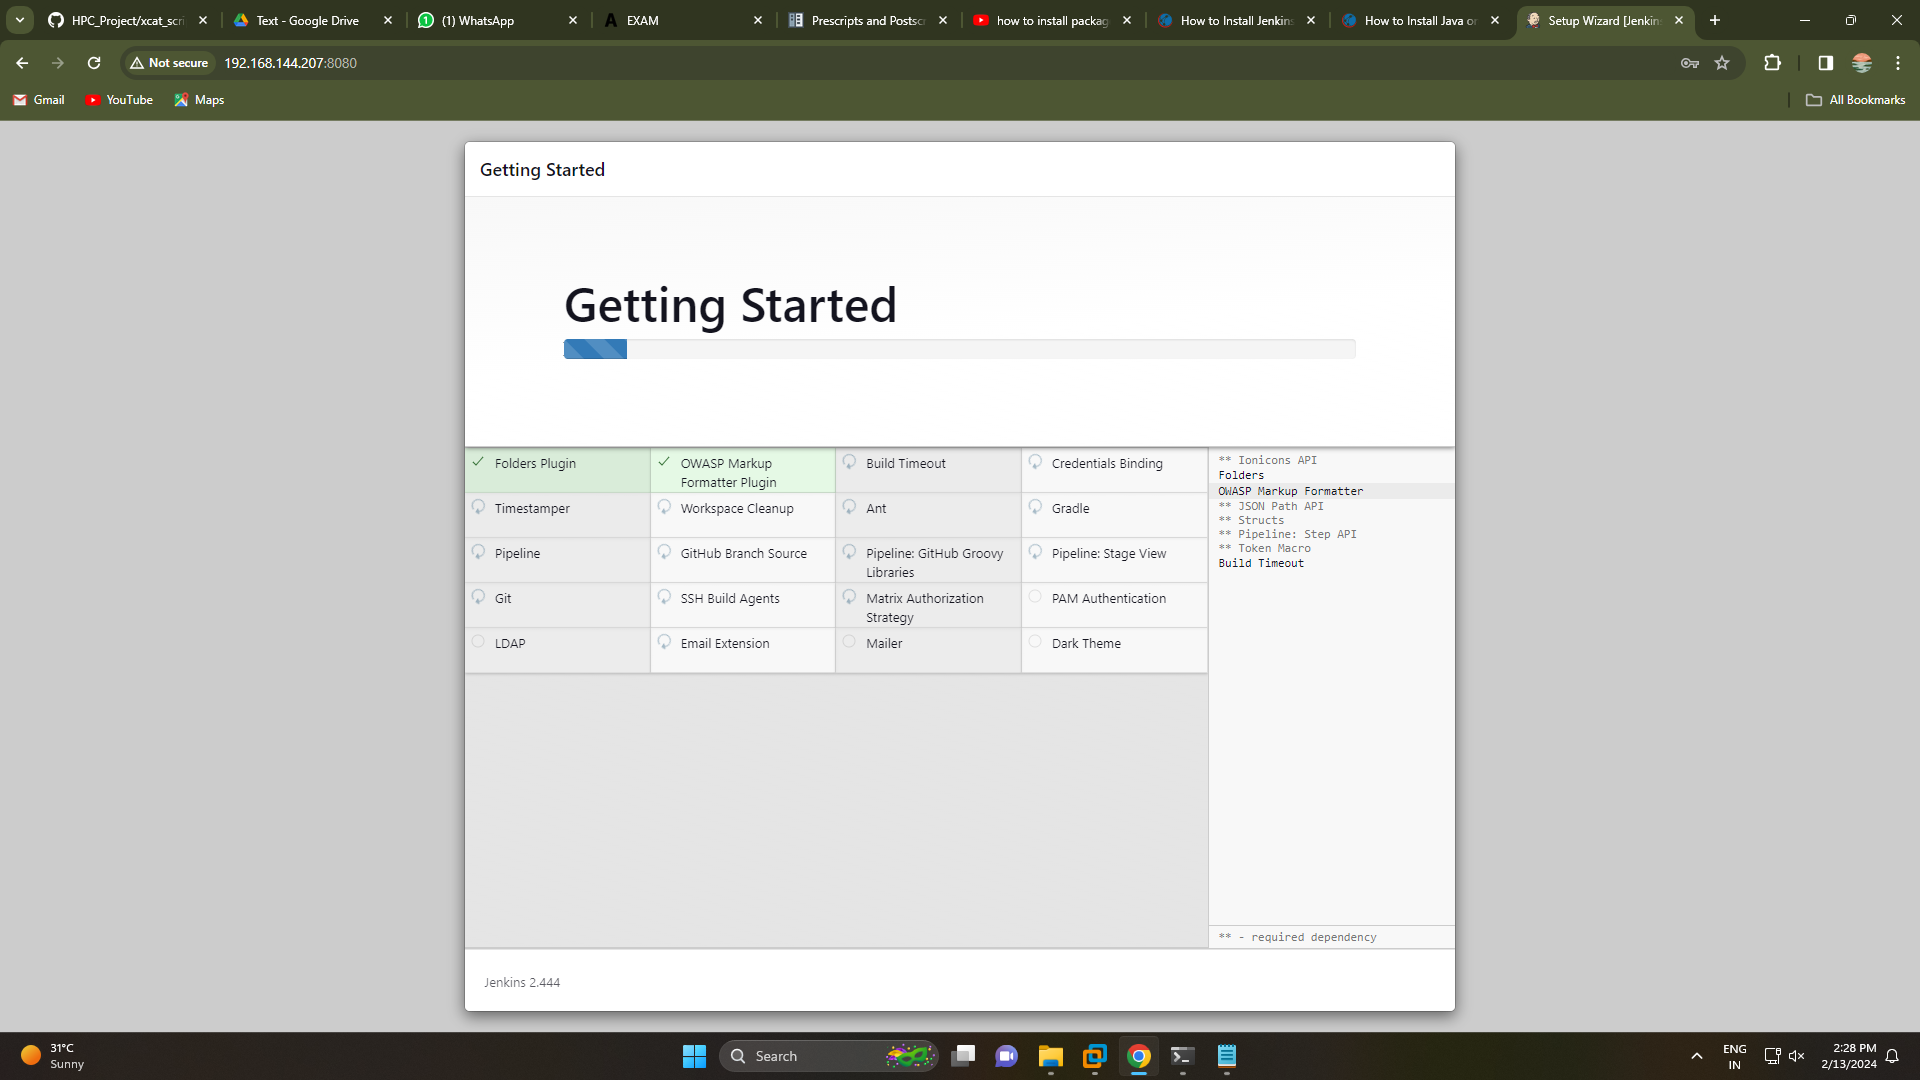 HPC_Project/xcat_scri
Text - Google Drive
(1) WhatsApp
EXAM
Prescripts and Postscr
how to install packag
How to Install Jenkins
How to Install Java or
Setup Wizard [Jenkins
Not secure
192.168.144.207:8080
Gmail
YouTube
Maps
All Bookmarks
Getting Started
Getting Started
Folders Plugin
OWASP Markup
Formatter Plugin
Build Timeout
Credentials Binding
Timestamper
Workspace Cleanup
Ant
Gradle
Pipeline
GitHub Branch Source
Pipeline: GitHub Groovy
Libraries
Pipeline: Stage View
Git
SSH Build Agents
Matrix Authorization
Strategy
PAM Authentication
LDAP
Email Extension
Mailer
Dark Theme
** Ionicons API
Folders
OWASP Markup Formatter
** JSON Path API
** Structs
** Pipeline: Step API
** Token Macro
Build Timeout
** - required dependency
Jenkins 2.444
31°C
Sunny
Search
ENG
IN
2:28 PM
2/13/2024